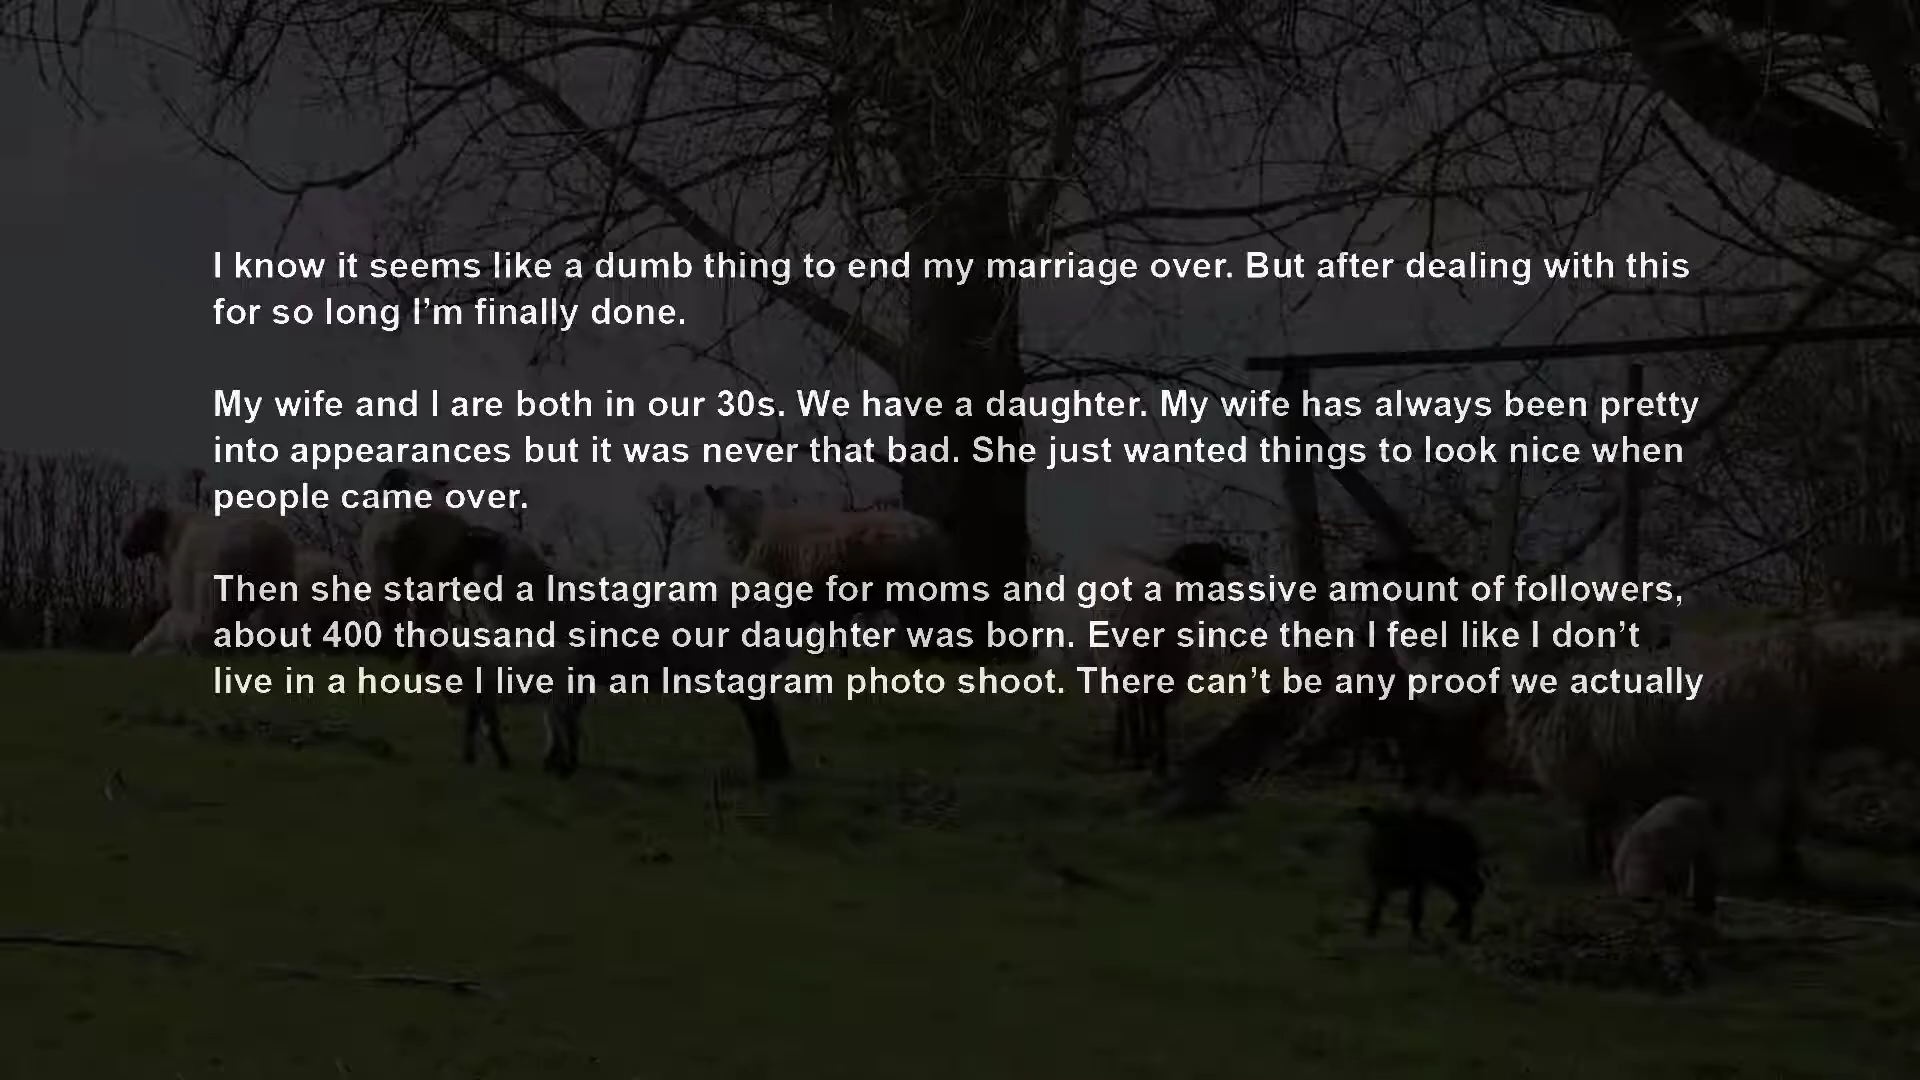 I know it seems like a dumb thing to end my marriage over. But after dealing with this
for so long I’m finally done.
My wife and I are both in our 30s. We have a daughter. My wife has always been pretty
into appearances but it was never that bad. She just wanted things to look nice when
people came over.
Then she started a Instagram page for moms and got a massive amount of followers,
about 400 thousand since our daughter was born. Ever since then I feel like I don’t
live in a house I live in an Instagram photo shoot. There can’t be any proof we actually